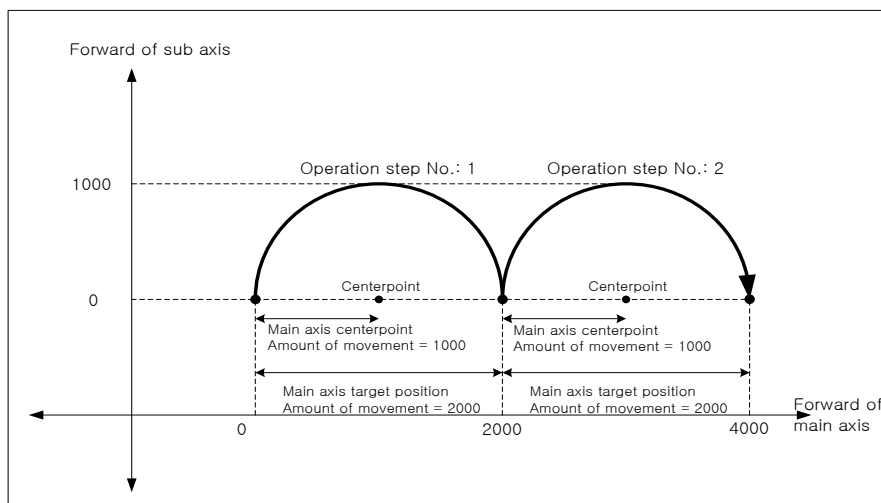 Forward of sub axis
Operation step No.: 1
Operation step No.: 2
1000
Centerpoint
Centerpoint
0
Main axis centerpoint
Amount of movement = 1000
Main axis centerpoint
Amount of movement = 1000
Main axis target position
Amount of movement = 2000
Main axis target position
Amount of movement = 2000
Forward of
main axis
0
2000
4000